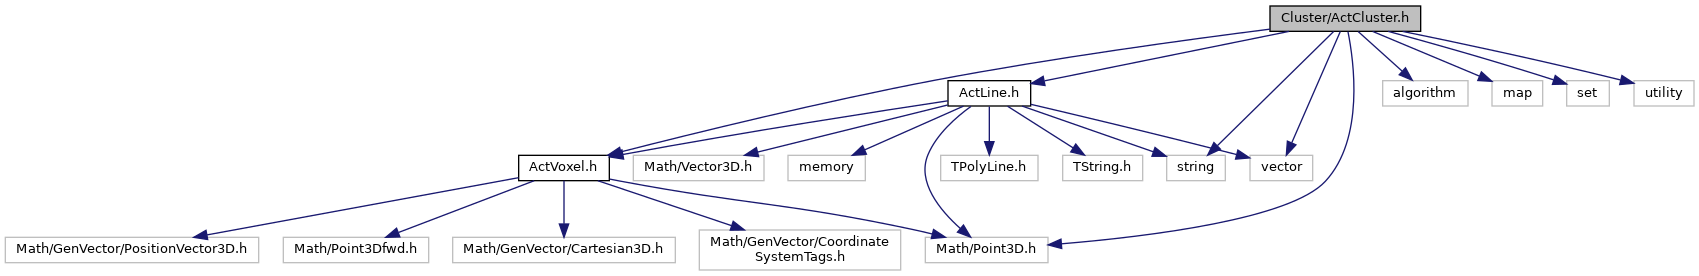 Cluster/ActCluster.h
ActLine.h
algorithm
map
set
utility
ActVoxel.h
Math/Vector3D.h
memory
TPolyLine.h
TString.h
string
vector
Math/GenVector/PositionVector3D.h
Math/Point3Dfwd.h
Math/GenVector/Cartesian3D.h
Math/GenVector/Coordinate
SystemTags.h
Math/Point3D.h